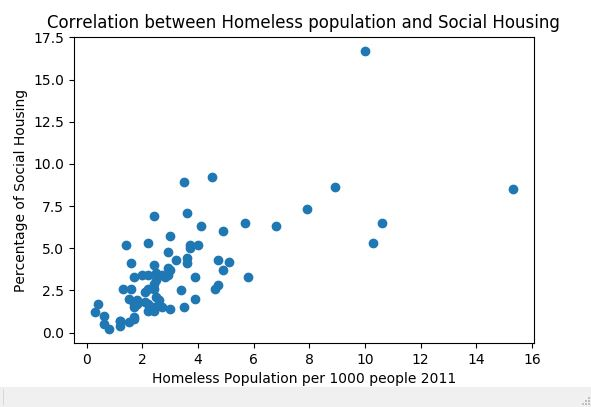 Correlation between Homeless population and Social Housing
17.5
15.0
12.5
10.0
7.5
5.0
2.5
0.0
Percentage of Social Housing
0 2 4 6 8 10 12 14 16
Homeless Population per 1000 people 2011